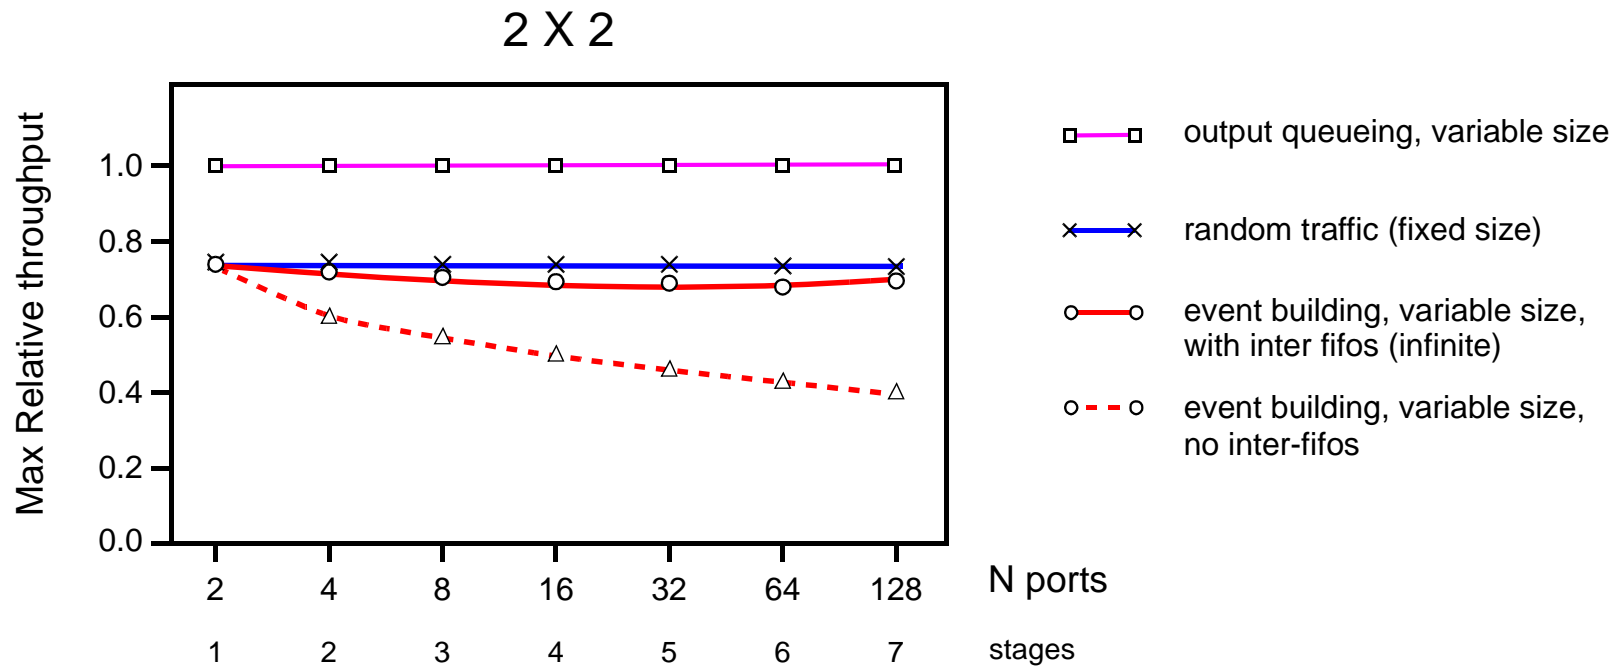 2 X 2
Max Relative throughput
1.0
0.8
0.6
0.4
0.2
0.0
2 4 8 16 32 64 128 N ports
1 2 3 4 5 6 7 stages
output queueing, variable size
random traffic (fixed size)
event building, variable size,
with inter fifos (infinite)
event building, variable size,
no inter-fifos